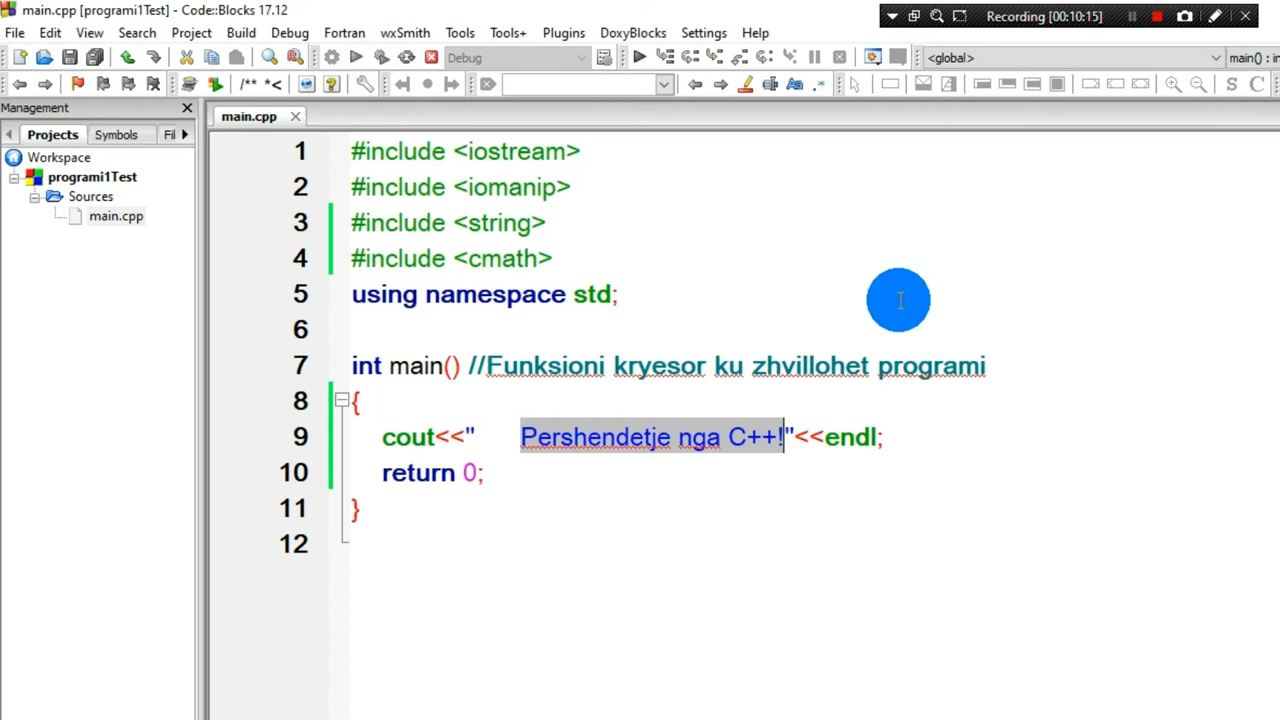 main.cpp [programi1Test] - Code::Blocks 17.12
Recording [00:10:15]
File Edit View Search Project Build Debug Fortran wxSmith Tools Tools+ Plugins DoxyBlocks Settings Help
Debug <global> main() : in
/** *<
S C
Management
main.cpp
Projects Symbols Fil
Workspace
programi1Test
Sources
main.cpp
1 #include <iostream>
2 #include <iomanip>
3 #include <string>
4 #include <cmath>
5 using namespace std;
6
7 int main() //Funksioni kryesor ku zhvillohet programi
8 {
9 cout<<" Pershendetje nga C++!"<<endl;
10 return 0;
11 }
12